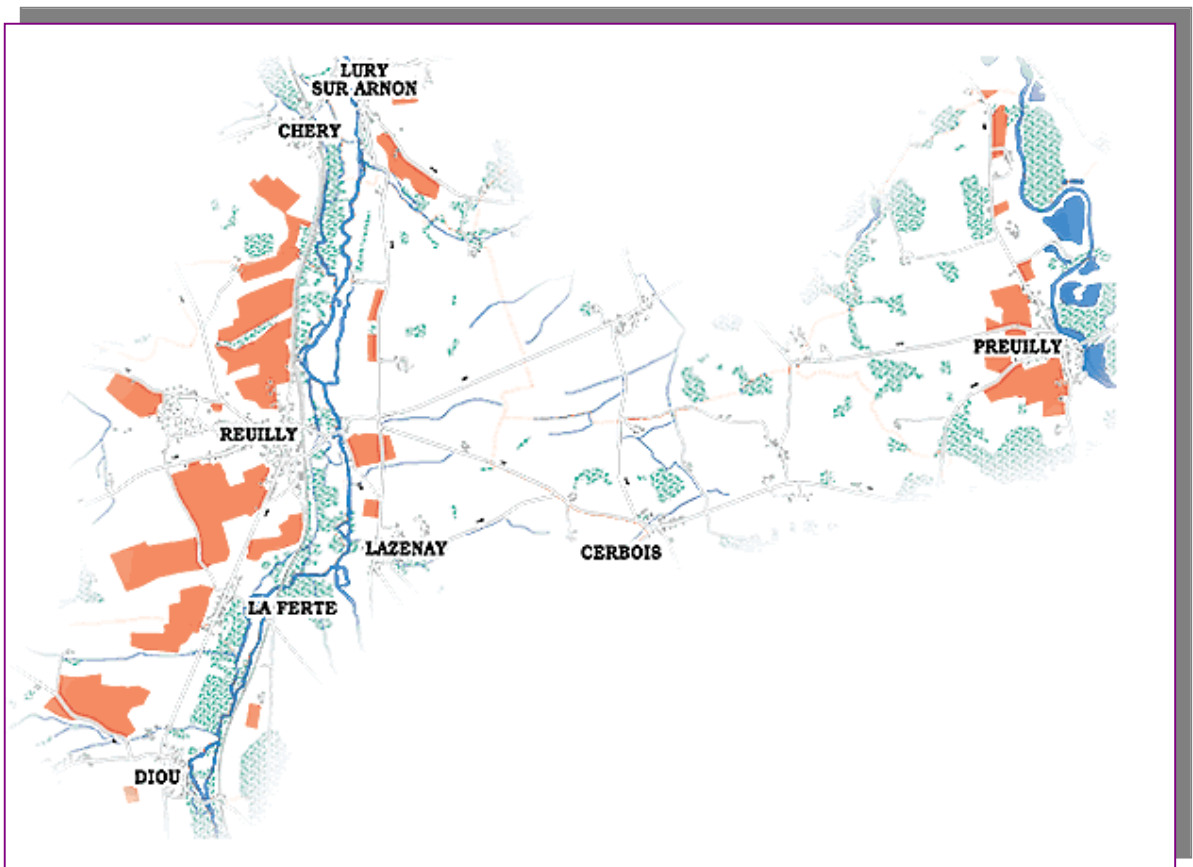 LURY
SUR ARNON
CHERY
PREUILLY
REUILLY
LAZENAY
CERBOIS
LA FERTE
DIOU